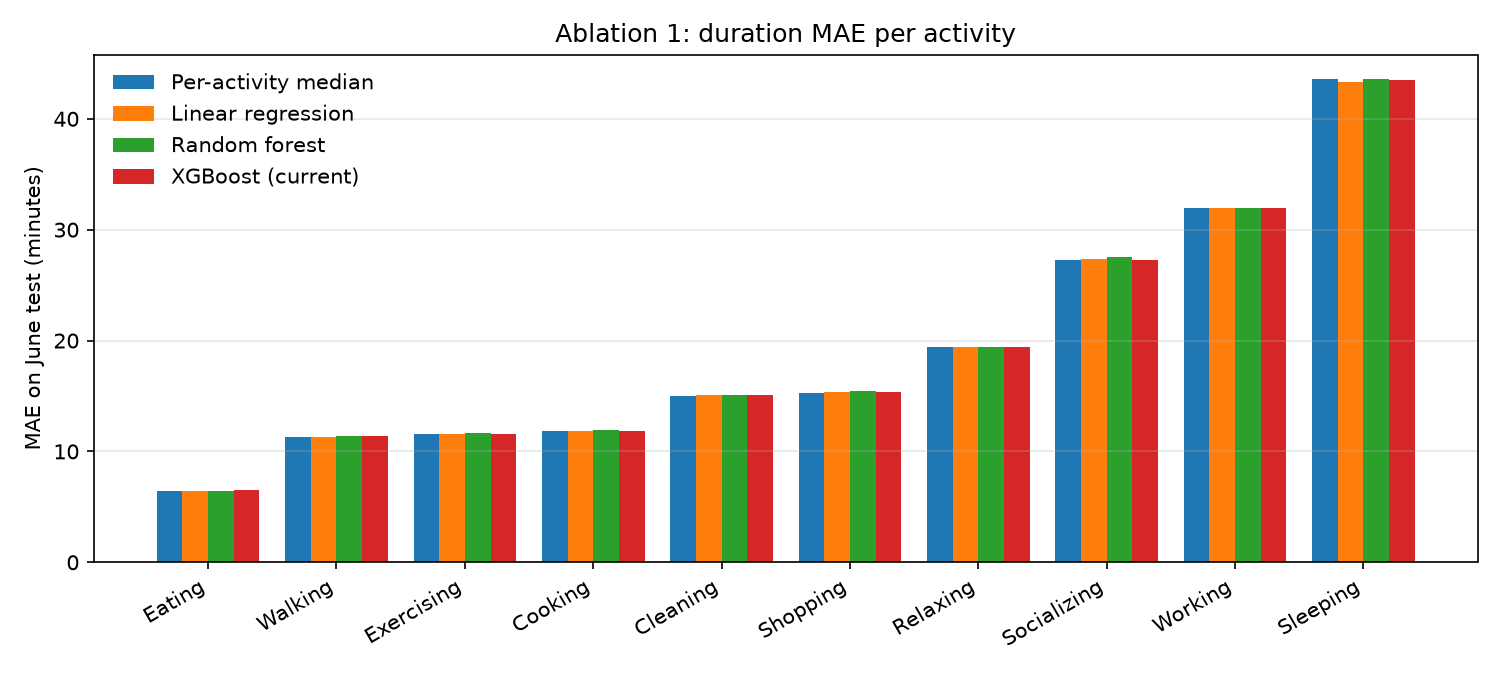 Ablation 1: duration MAE per activity
Per-activity median
Linear regression
Random forest
XGBoost (current)
MAE on June test (minutes)
40
30
20
10
0
Eating
Walking
Exercising
Cooking
Cleaning
Shopping
Relaxing
Socializing
Working
Sleeping